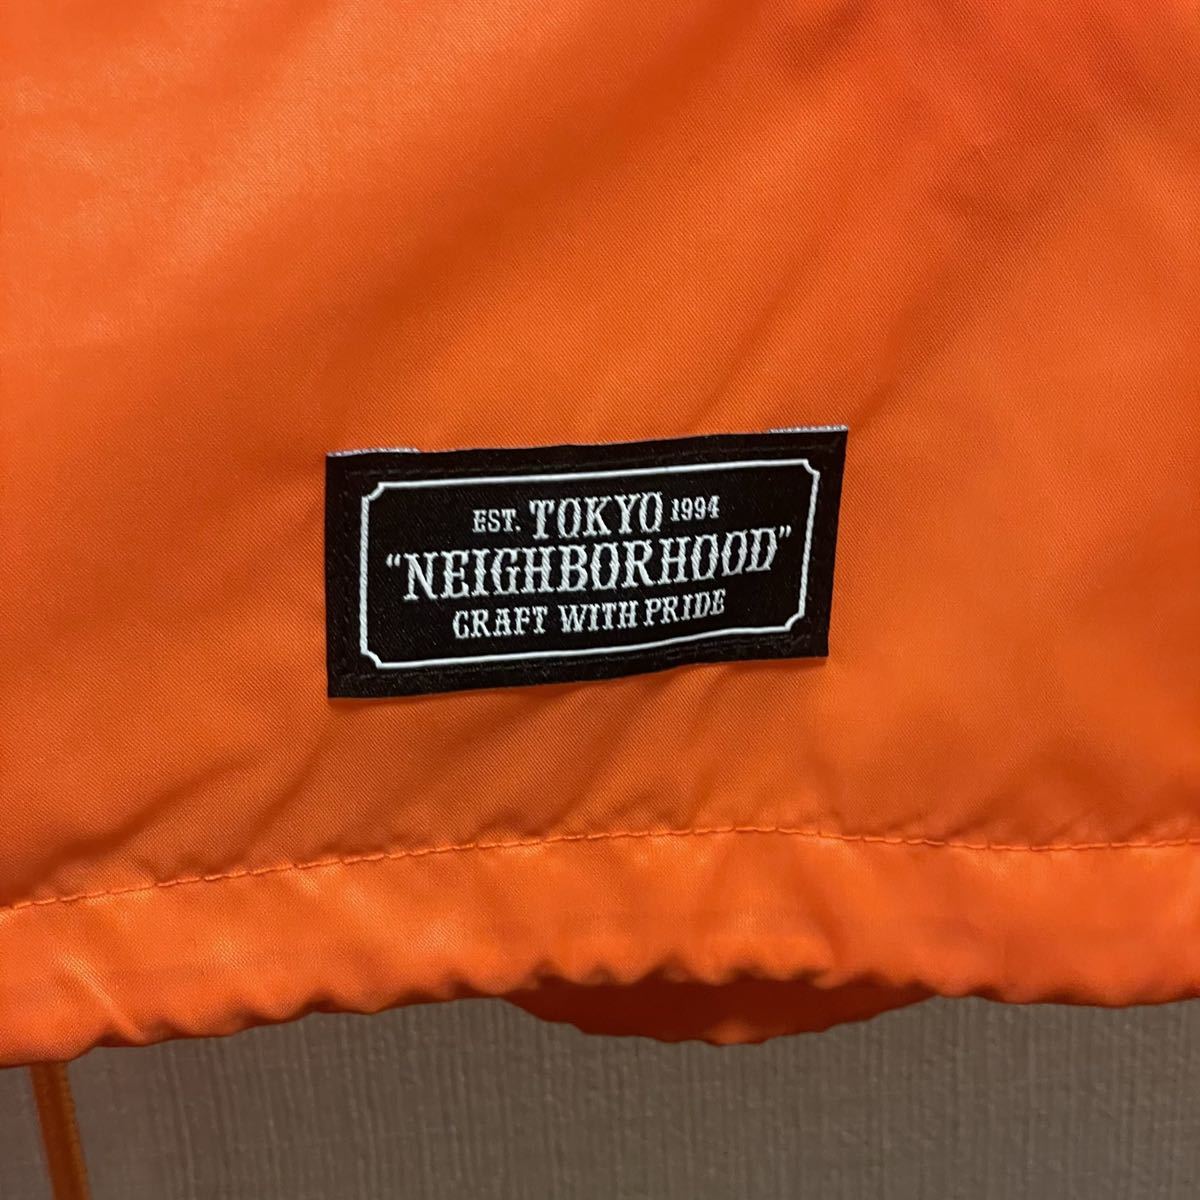 EST. TOKYO 1994
"NEIGHBORHOOD"
CRAFT WITH PRIDE